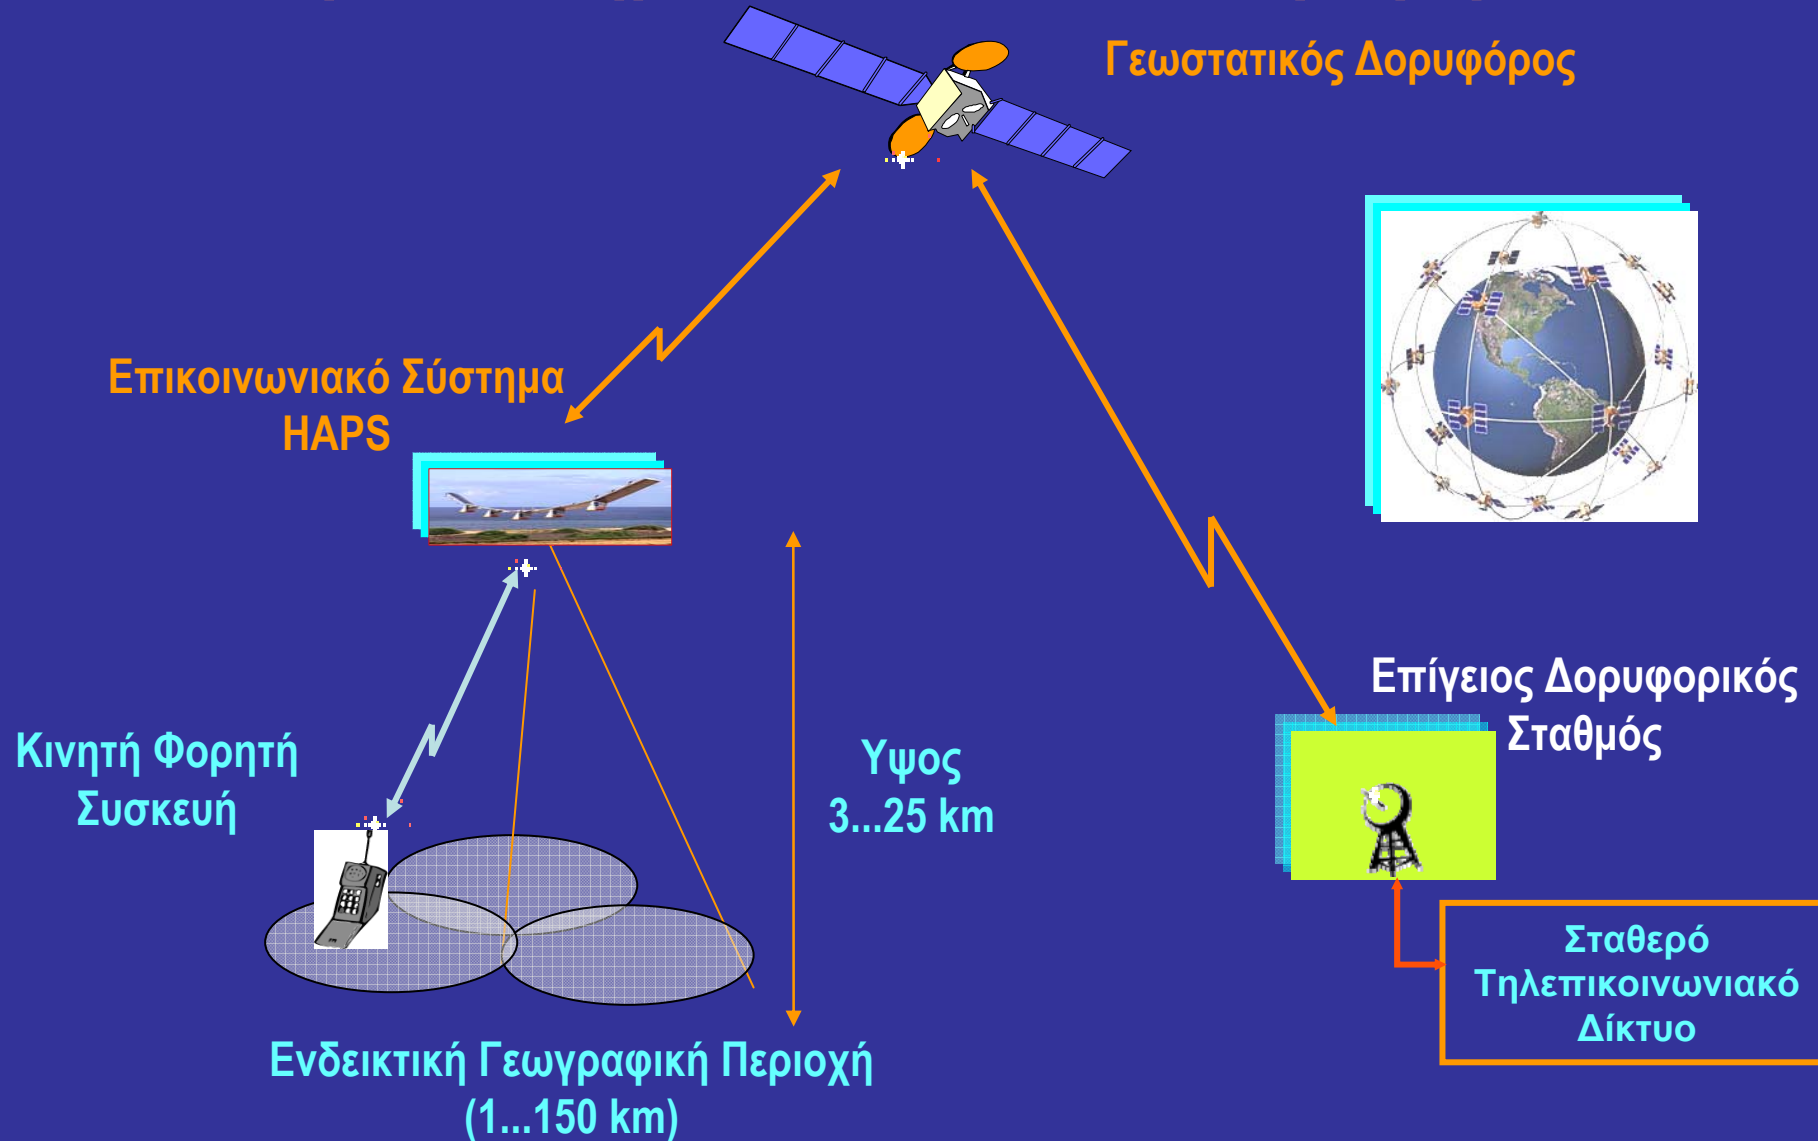 Γεωστατικός Δορυφόρος
Επικοινωνιακό Σύστημα
HAPS
Επίγειος Δορυφορικός
Σταθμός
Κινητή Φορητή
Συσκευή
Υψος
3...25 km
Σταθερό
Τηλεπικοινωνιακό
Δίκτυο
Ενδεικτική Γεωγραφική Περιοχή
(1...150 km)